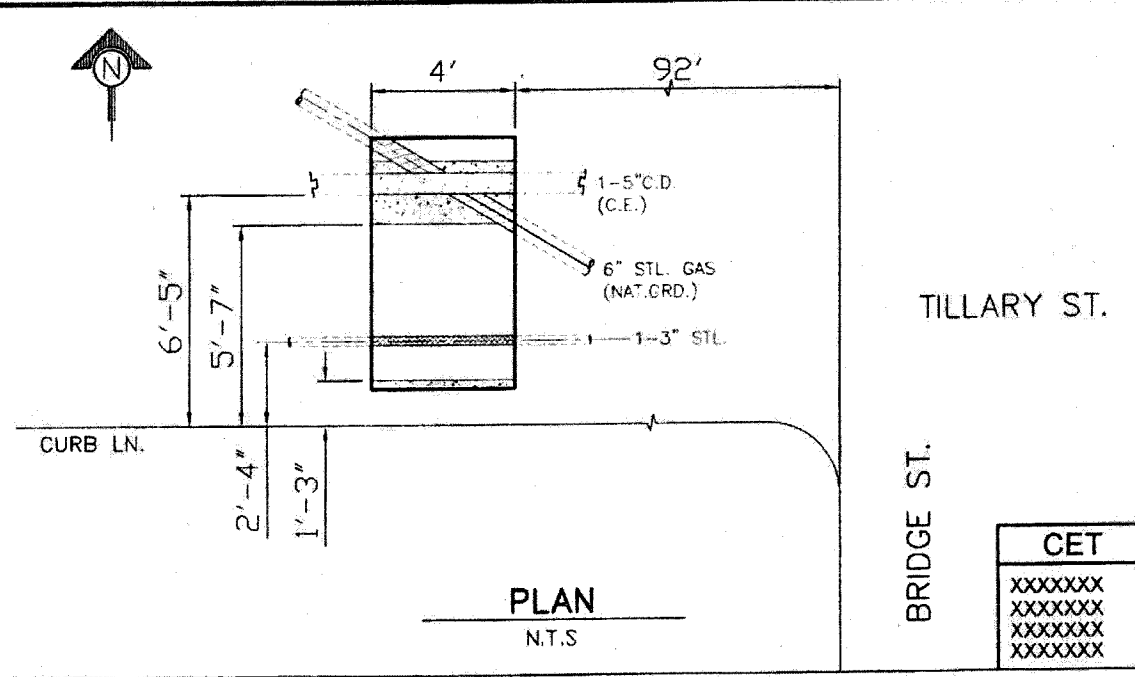 N
4'
92'
1-5"C.D.
(C.E.)
6" STL. GAS
(NAT.GRD.)
6'-5"
5'-7"
TILLARY ST.
1-3" STL.
CURB LN.
2'-4"
1'-3"
BRIDGE ST.
PLAN
N.T.S
CET
XXXXXXX
XXXXXXX
XXXXXXX
XXXXXXX